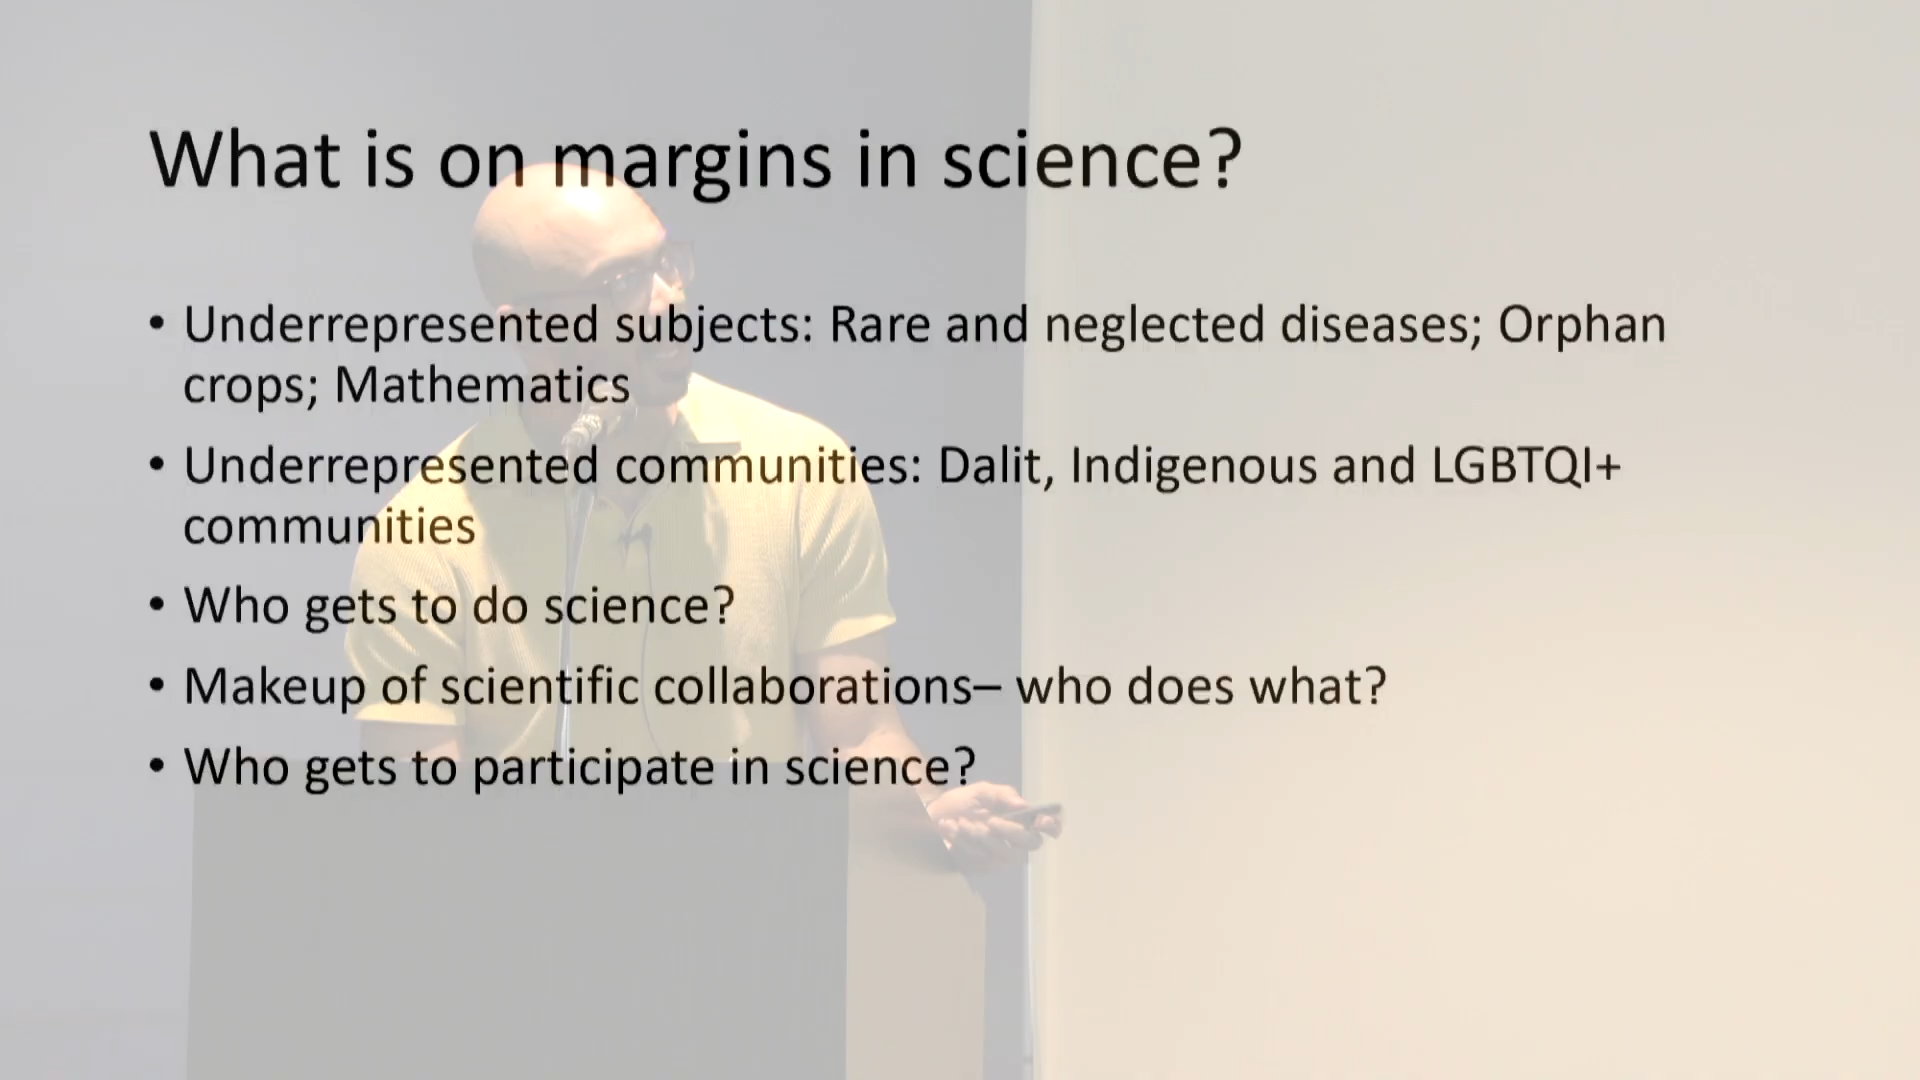 What is on margins in science?
• Underrepresented subjects: Rare and neglected diseases; Orphan
crops; Mathematics
• Underrepresented communities: Dalit, Indigenous and LGBTQI+
communities
• Who gets to do science?
• Makeup of scientific collaborations– who does what?
• Who gets to participate in science?